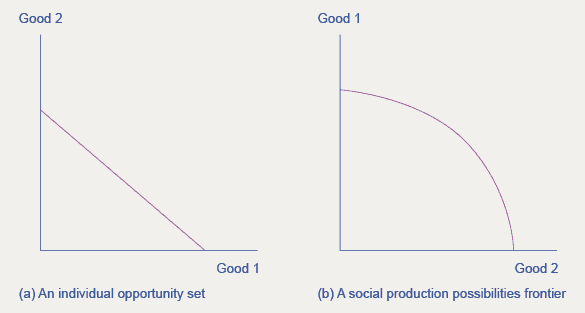 Good 2
Good 1
(a) An individual opportunity set
Good 1
Good 2
(b) A social production possibilities frontier